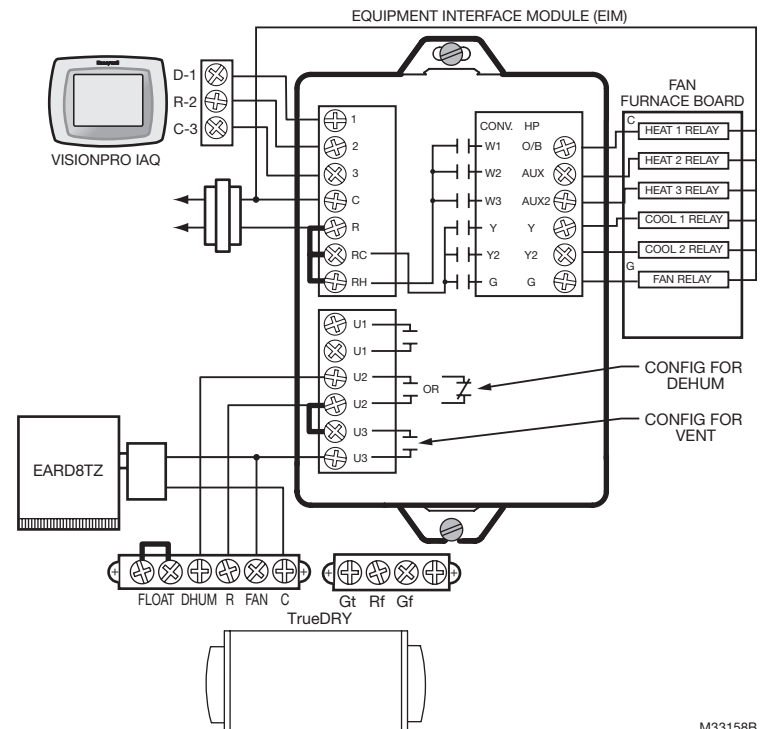 EQUIPMENT INTERFACE MODULE (EIM)
Honeywell
D-1
R-2
C-3
VISIONPRO IAQ
1
2
3
C
R
RC
RH
CONV. HP
W1 O/B
W2 AUX
W3 AUX2
Y Y
Y2 Y2
G G
FAN
FURNACE BOARD
C
HEAT 1 RELAY
HEAT 2 RELAY
HEAT 3 RELAY
COOL 1 RELAY
COOL 2 RELAY
G
FAN RELAY
U1
U1
U2
U2
U3
U3
OR
CONFIG FOR
DEHUM
CONFIG FOR
VENT
EARD8TZ
FLOAT DHUM R FAN C
Gt Rf Gf
TrueDRY
M33158B